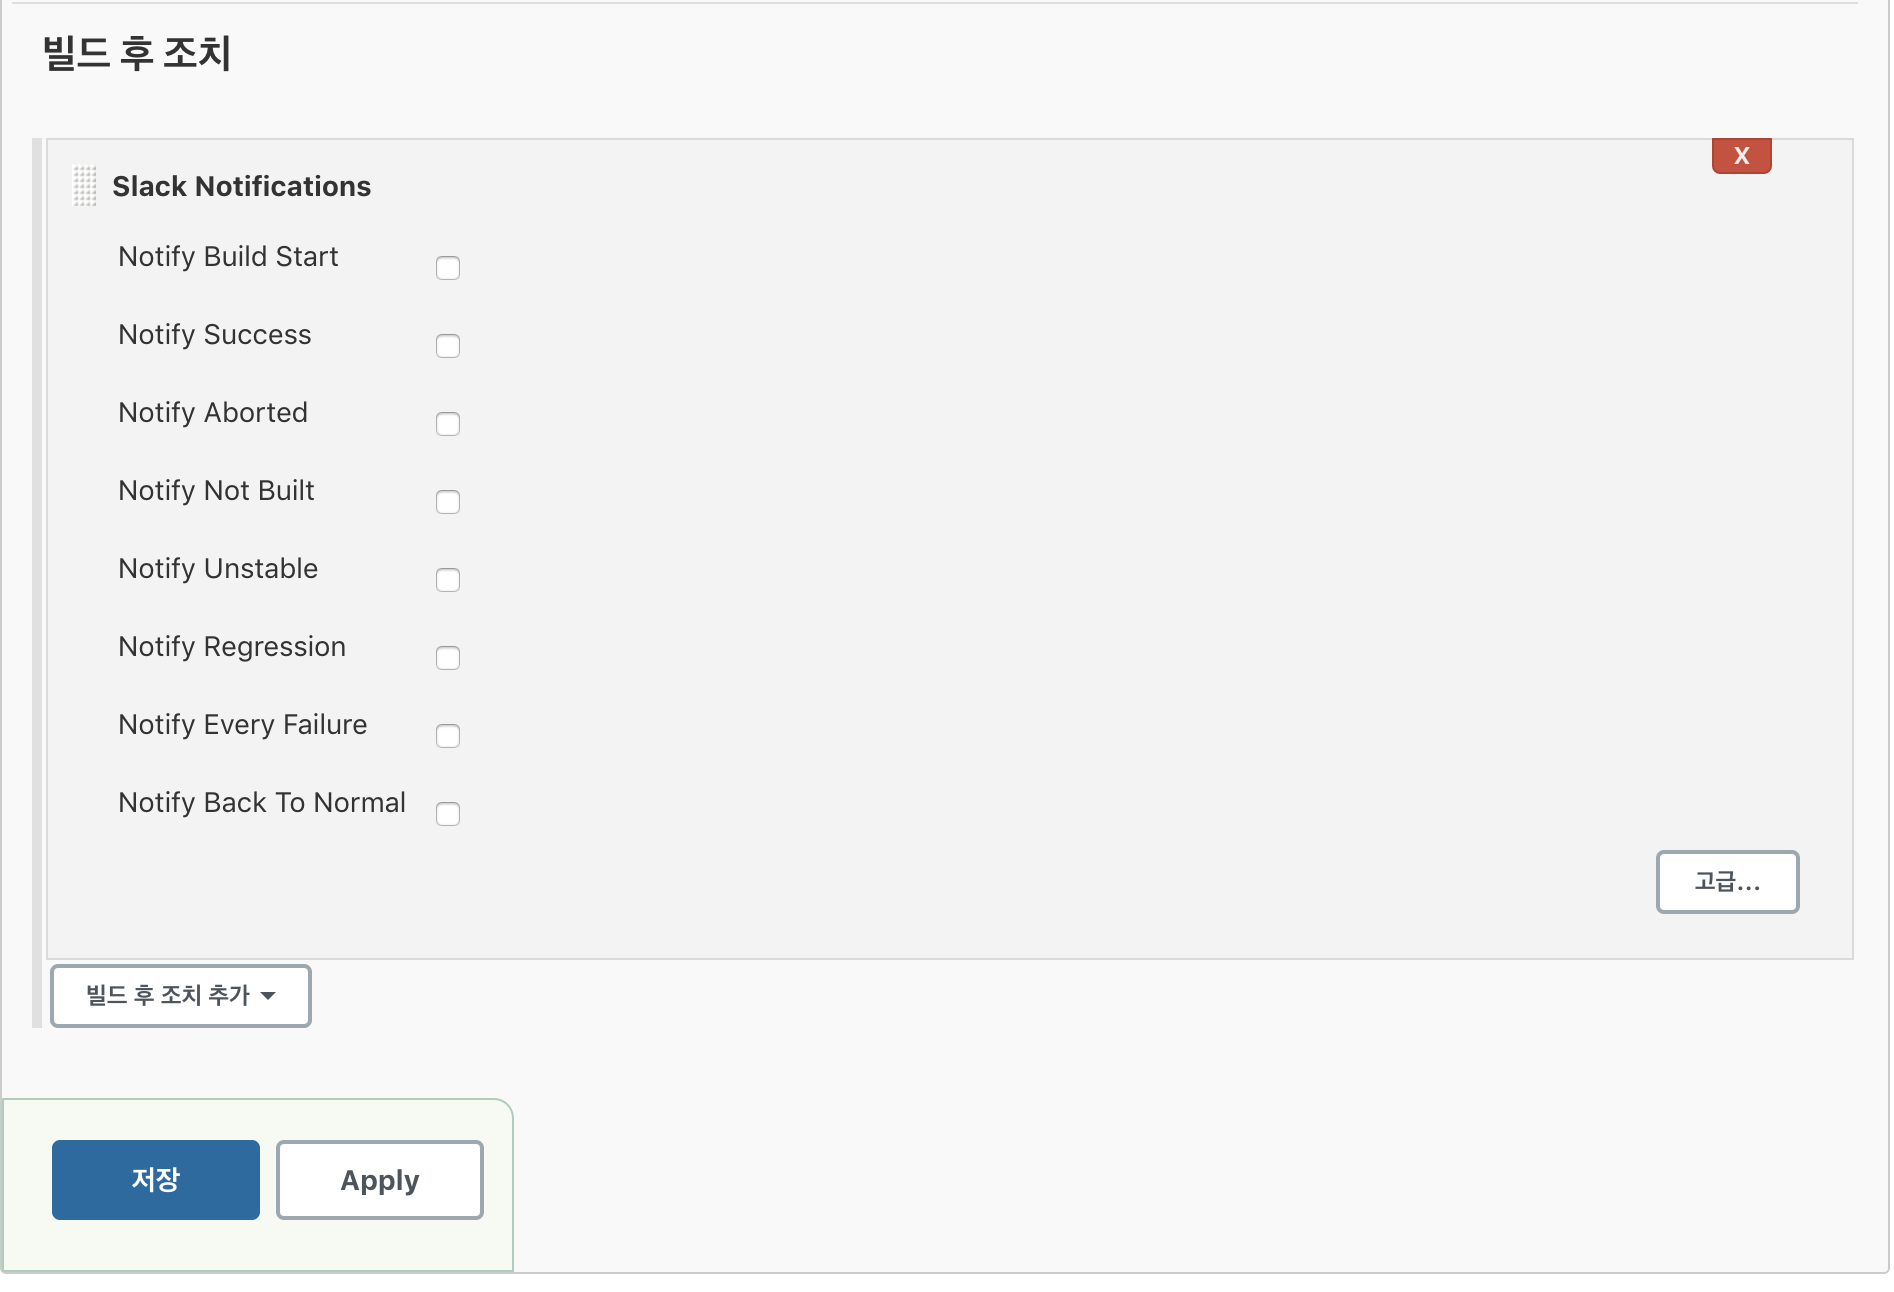 빌드 후 조치
X
Slack Notifications
Notify Build Start
Notify Success
Notify Aborted
Notify Not Built
Notify Unstable
Notify Regression
Notify Every Failure
Notify Back To Normal
고급...
빌드 후 조치 추가
저장
Apply